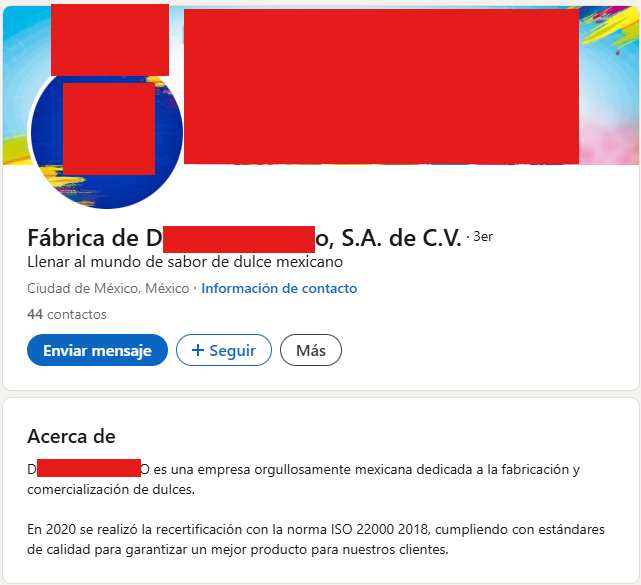 Fábrica de D o, S.A. de C.V. · 3er
Llenar al mundo de sabor de dulce mexicano
Ciudad de México, México · Información de contacto
44 contactos
Enviar mensaje + Seguir Más
Acerca de
D O es una empresa orgullosamente mexicana dedicada a la fabricación y
comercialización de dulces.
En 2020 se realizó la recertificación con la norma ISO 22000 2018, cumpliendo con estándares
de calidad para garantizar un mejor producto para nuestros clientes.